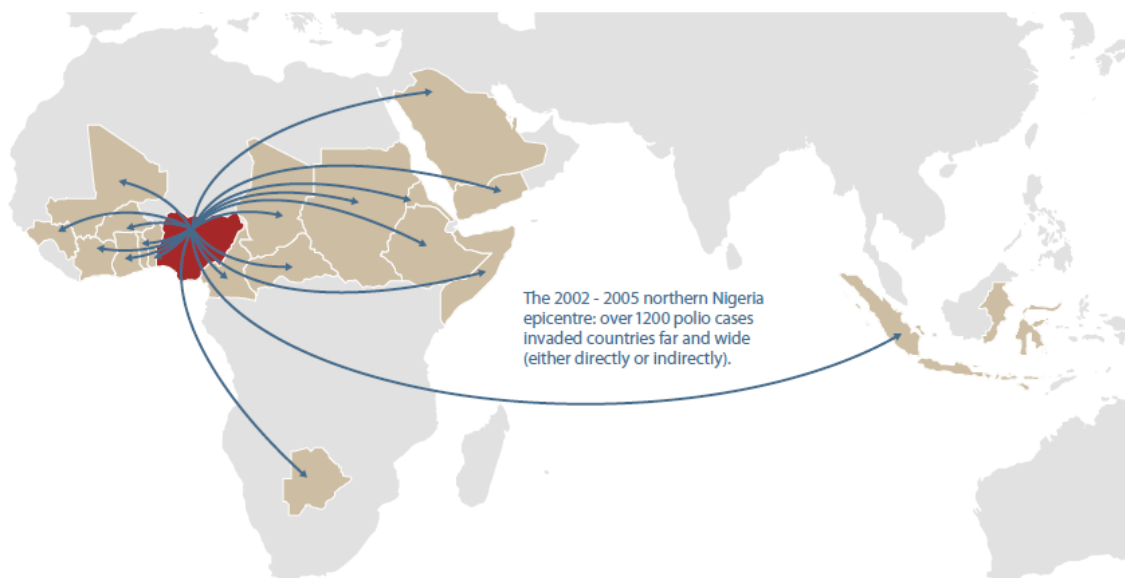 The 2002 - 2005 northern Nigeria
epicentre: over 1200 polio cases
invaded countries far and wide
(either directly or indirectly).